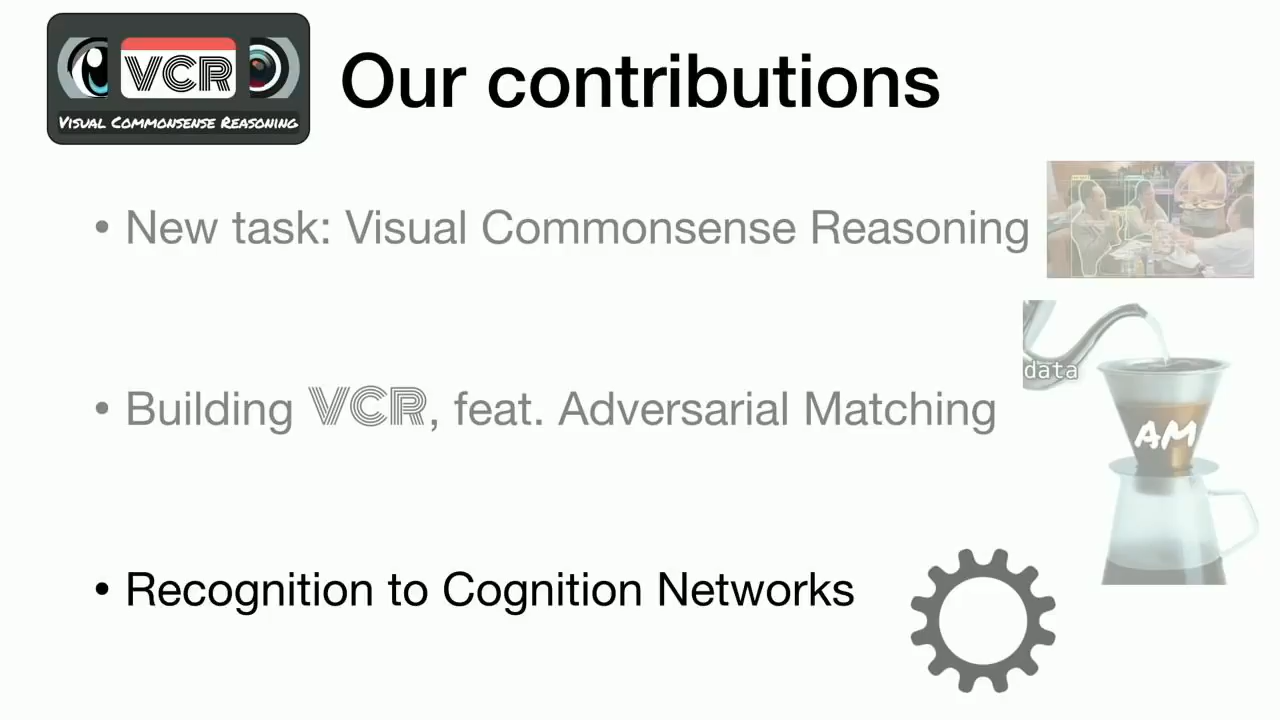 VCR
VISUAL COMMONSENSE REASONING
Our contributions
• New task: Visual Commonsense Reasoning
data
• Building VCR, feat. Adversarial Matching
AM
• Recognition to Cognition Networks